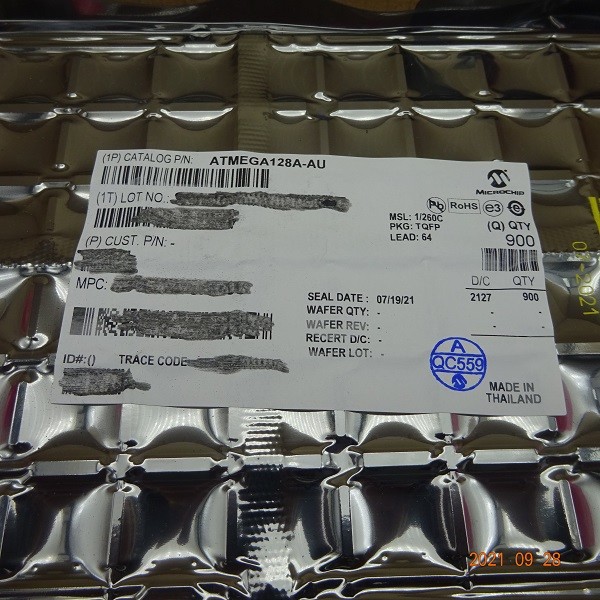 (1P) CATALOG P/N: ATMEGA128A-AU
MICROCHIP
(1T) LOT NO.:
Pb RoHS e3 e
MSL: 1/260C
PKG: TQFP
LEAD: 64
(Q) QTY
900
(P) CUST. P/N: -
MPC:
D/C QTY
2127 900
- -
- -
SEAL DATE : 07/19/21
WAFER QTY: -
WAFER REV: -
RECERT D/C: -
WAFER LOT: -
ID#:() TRACE CODE
A
QC559
MADE IN
THAILAND
2021
2021 09 28